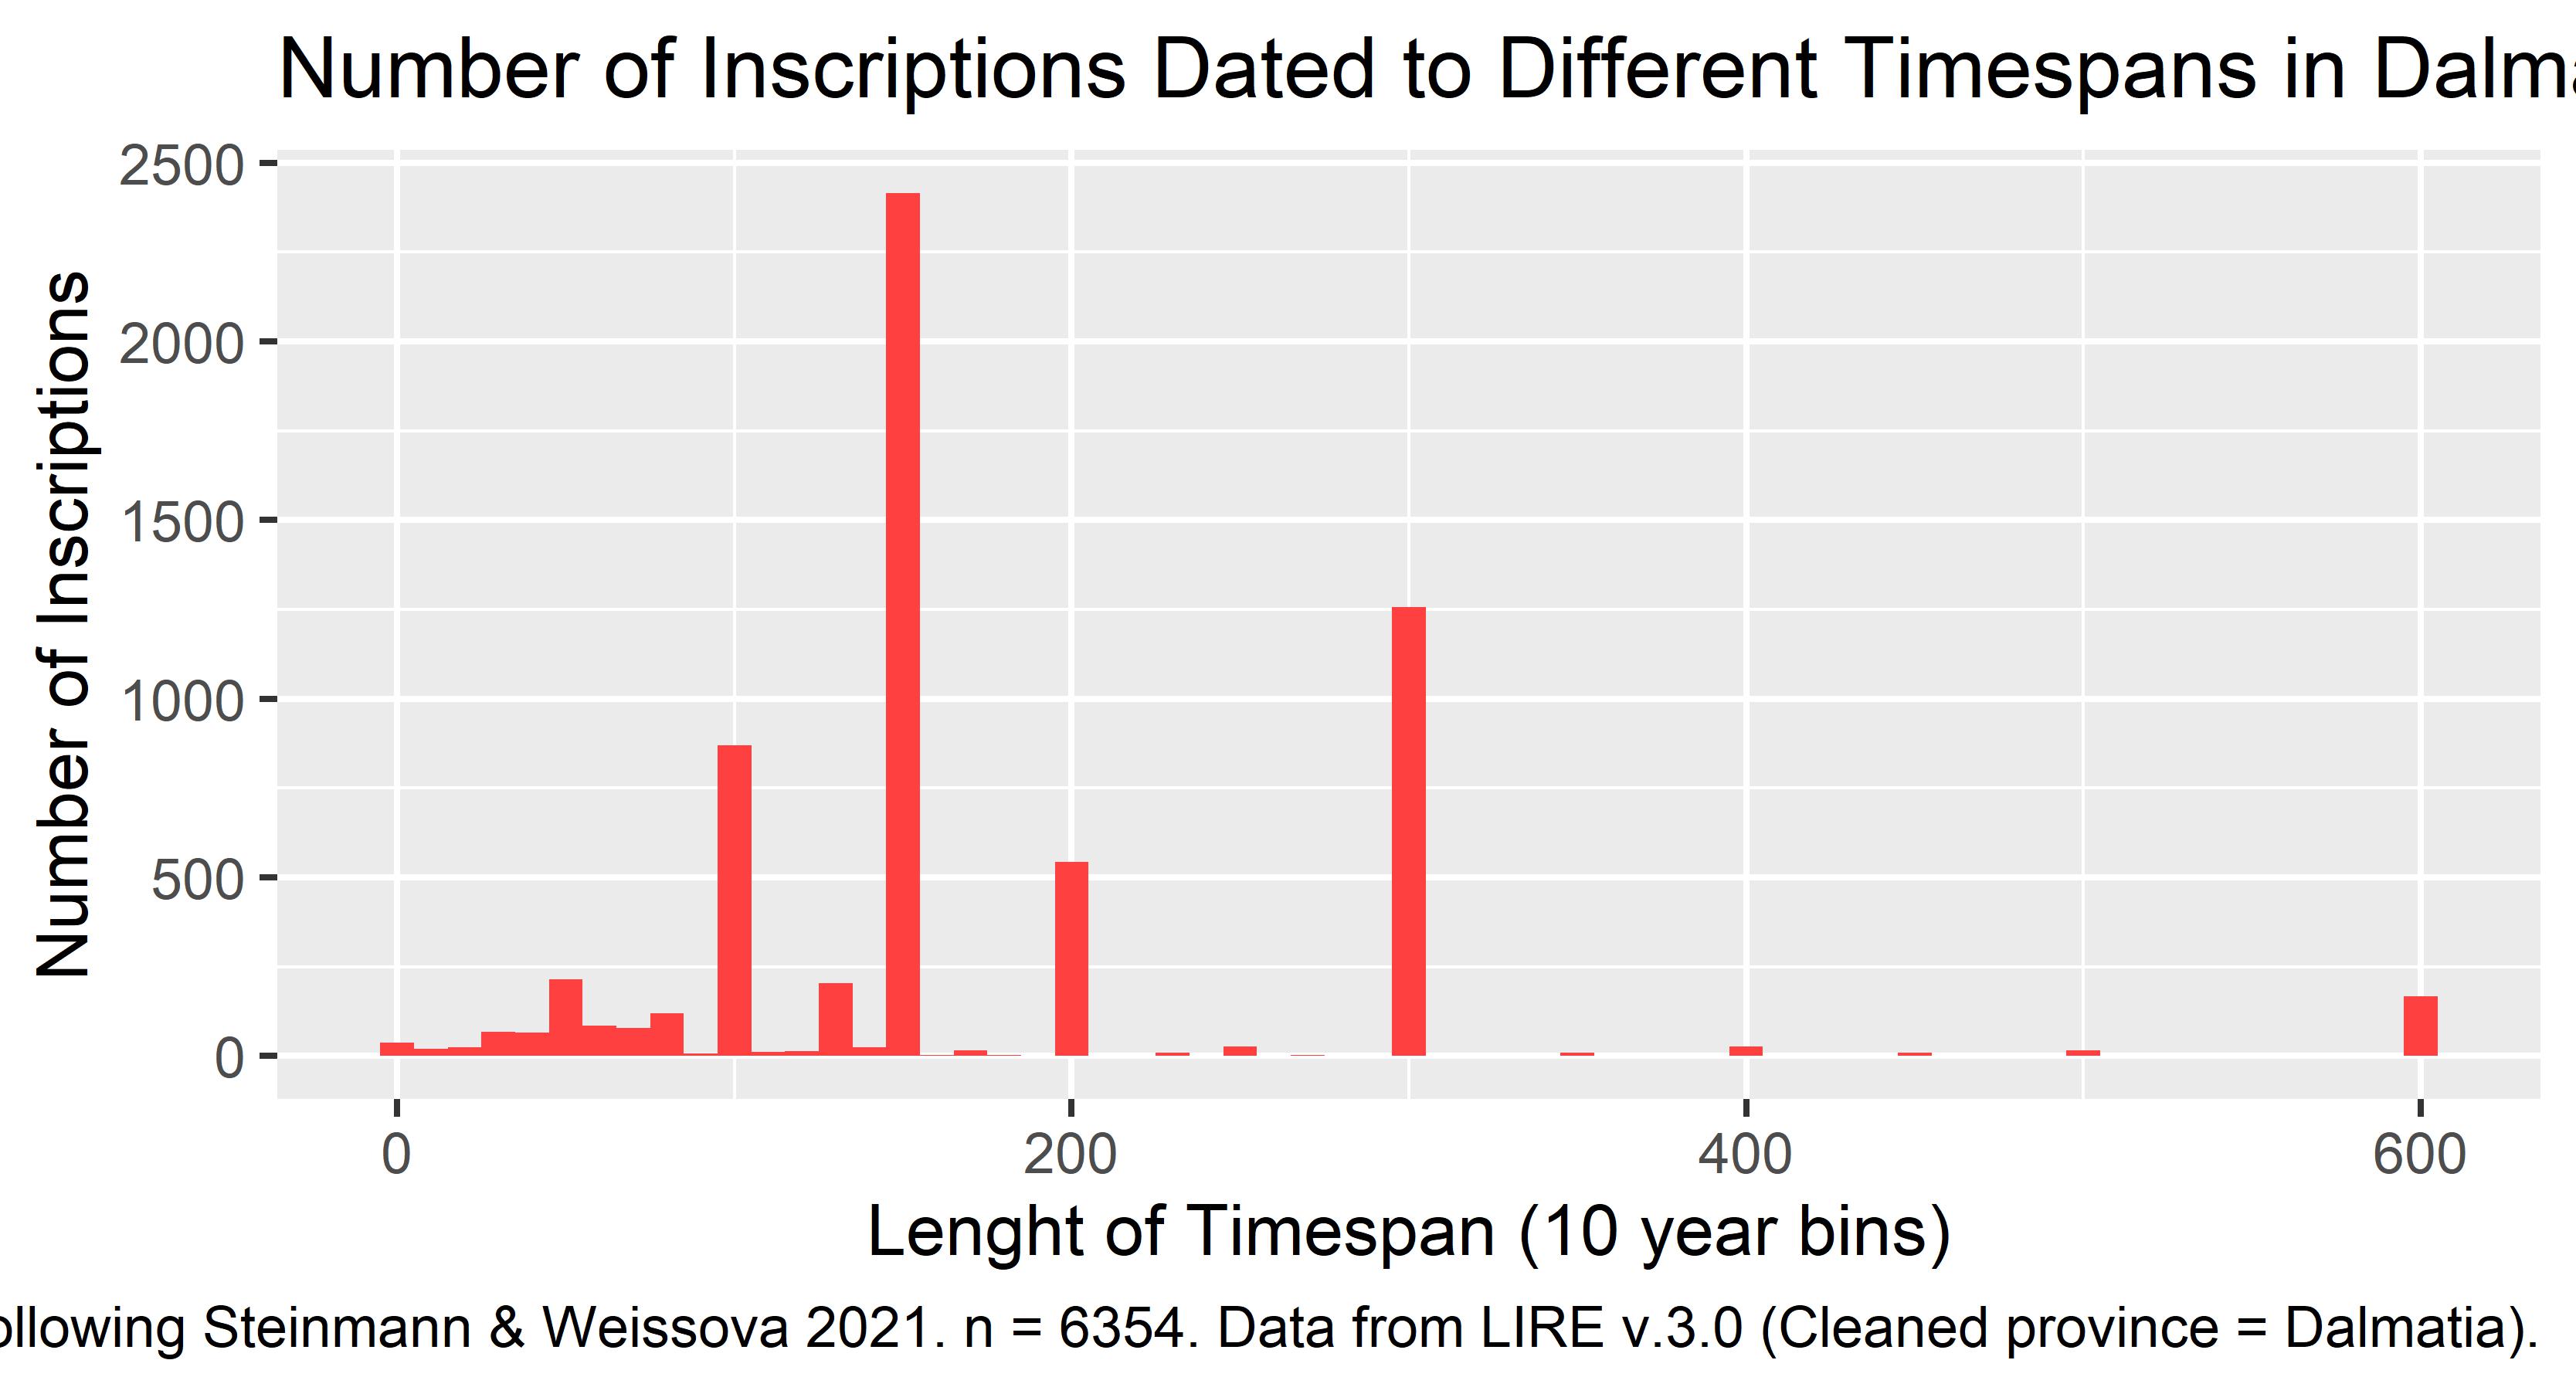 Number of Inscriptions Dated to Different Timespans in
2500
2000
1500
1000
500
0
Number of Inscriptions
0 200 400 600
Lenght of Timespan (10 year bins)
Steinmann & Weissova 2021. n = 6354. Data from LIRE v.3.0 (Cleaned province = Dalmatia).